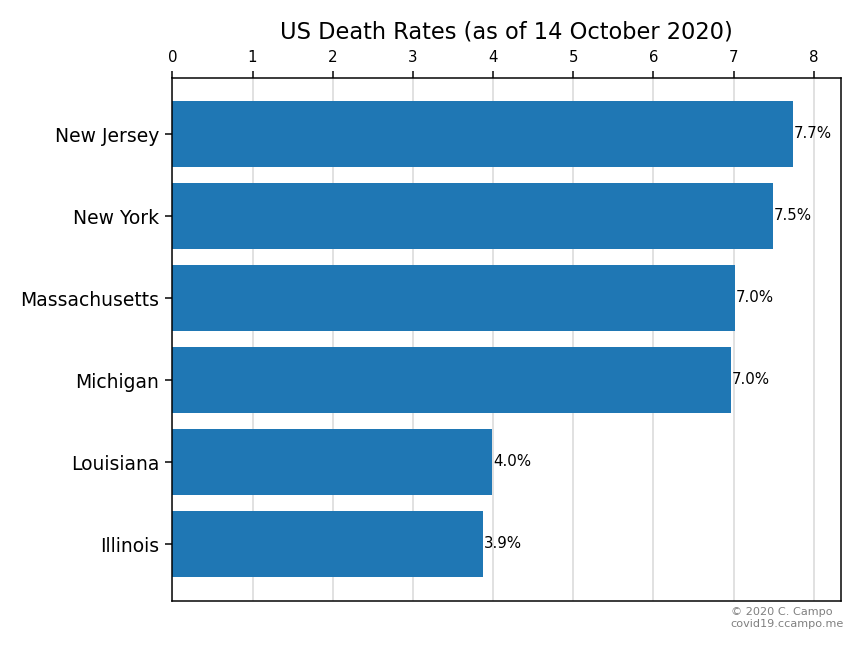 US Death Rates (as of 14 October 2020)
0 1 2 3 4 5 6 7 8
New Jersey 7.7%
New York 7.5%
Massachusetts 7.0%
Michigan 7.0%
Louisiana 4.0%
Illinois 3.9%
© 2020 C. Campo
covid19.ccampo.me